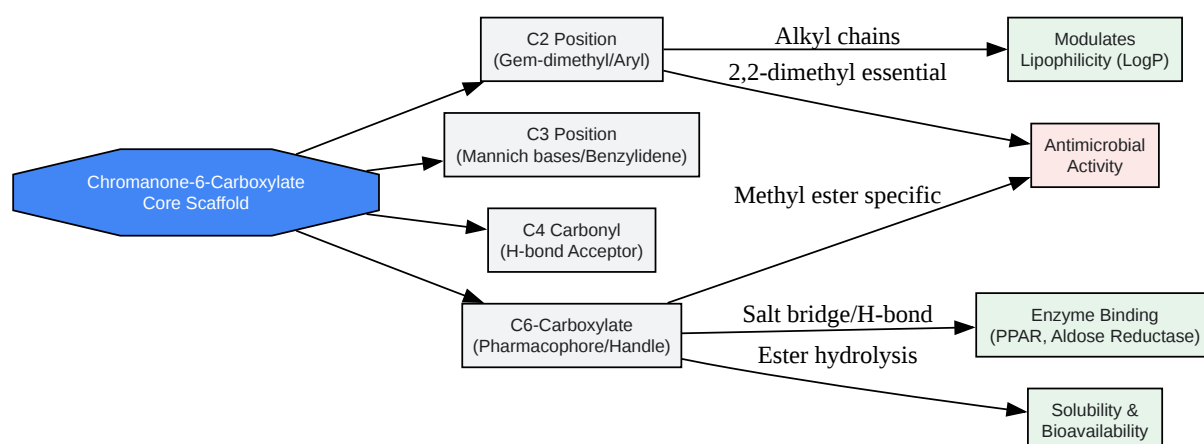 Chromanone-6-Carboxylate
Core Scaffold
C2 Position
(Gem-dimethyl/Aryl)
C3 Position
(Mannich bases/Benzylidene)
C4 Carbonyl
(H-bond Acceptor)
C6-Carboxylate
(Pharmacophore/Handle)
Alkyl chains
2,2-dimethyl essential
Methyl ester specific
Salt bridge/H-bond
Ester hydrolysis
Modulates
Lipophilicity (LogP)
Antimicrobial
Activity
Enzyme Binding
(PPAR, Aldose Reductase)
Solubility &
Bioavailability